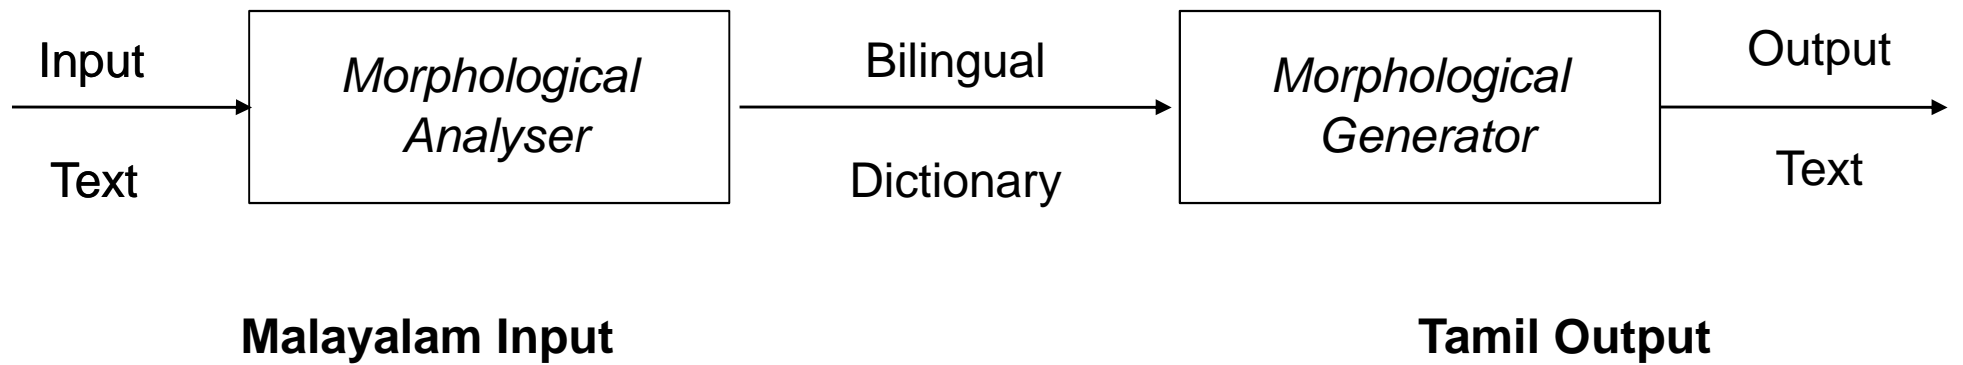 Input
Text
Morphological
Analyser
Bilingual
Dictionary
Morphological
Generator
Output
Text
Malayalam Input
Tamil Output